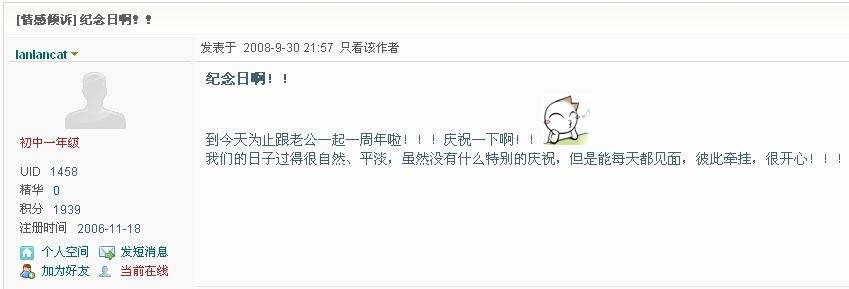 [情感倾诉] 纪念日啊！！
lanlancat
发表于 2008-9-30 21:57 只看该作者
纪念日啊！！
到今天为止跟老公一起一周年啦！！！庆祝一下啊！！
我们的日子过得很自然、平淡，虽然没有什么特别的庆祝，但是能每天都见面，彼此牵挂，很开心！！！
初中一年级
UID 1458
精华 0
积分 1939
注册时间 2006-11-18
个人空间 发短消息
加为好友 当前在线